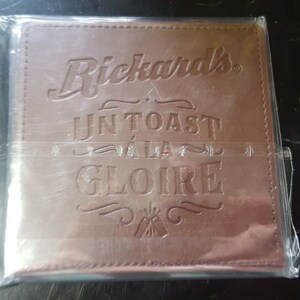 Rickard's
UN TOAST
À LA
GLOIRE